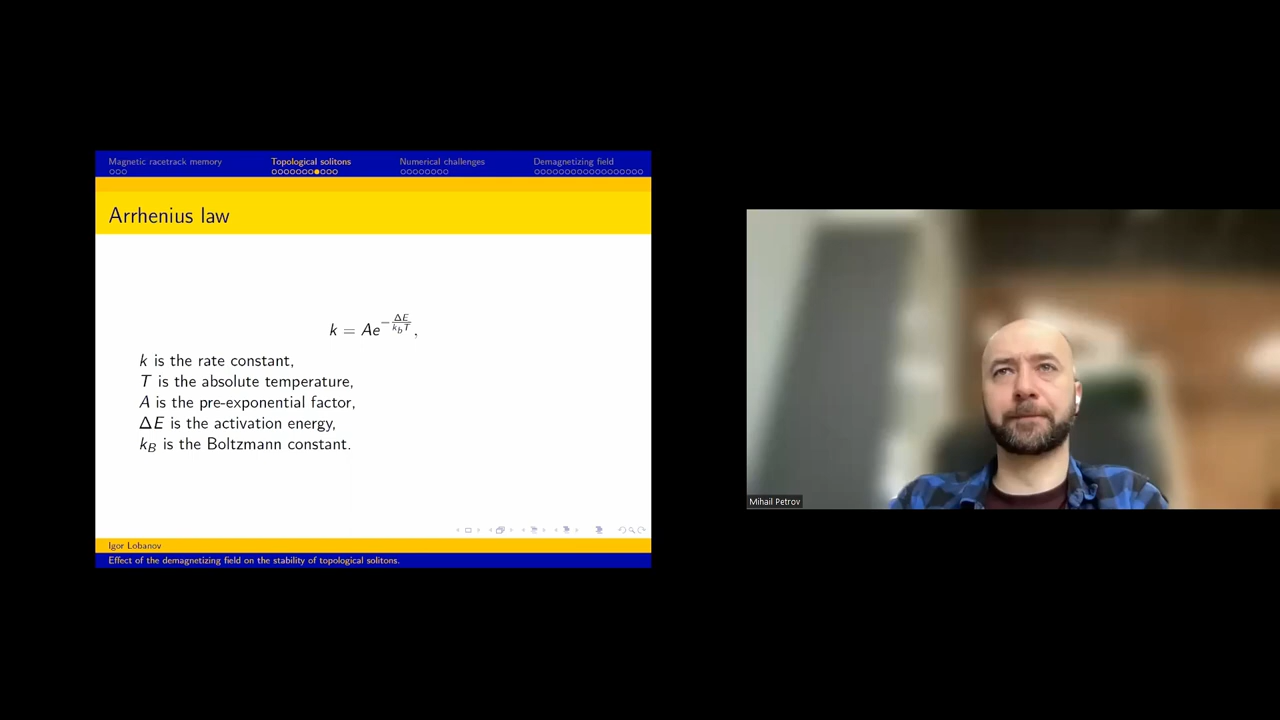 Magnetic racetrack memory Topological solitons Numerical challenges Demagnetizing field
Arrhenius law
k = Ae^{-\frac{ΔE}{k_b T}},
k is the rate constant,
T is the absolute temperature,
A is the pre-exponential factor,
ΔE is the activation energy,
k_B is the Boltzmann constant.
Igor Lobanov
Effect of the demagnetizing field on the stability of topological solitons.
Mihail Petrov